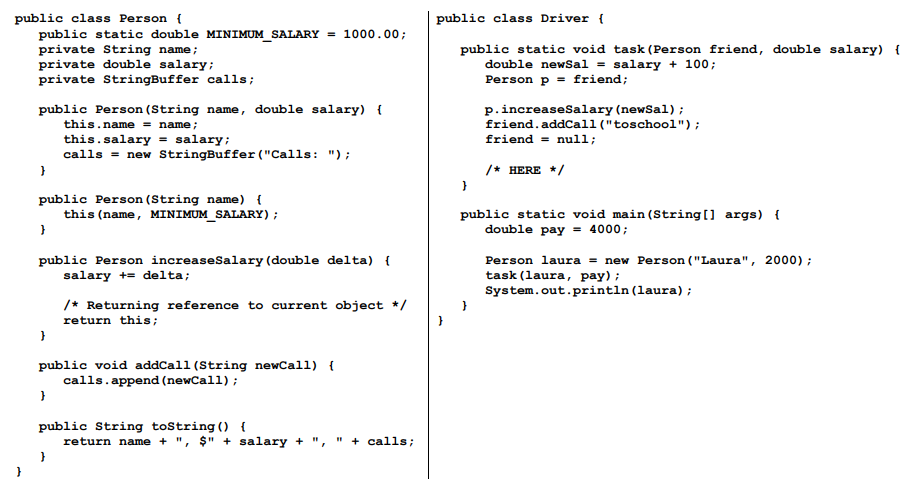 public class Person {
public static double MINIMUM_SALARY = 1000.00;
private String name;
private double salary;
private StringBuffer calls;
public Person(String name, double salary) {
this.name = name;
this.salary = salary;
calls = new StringBuffer("Calls: ");
}
public Person(String name) {
this(name, MINIMUM_SALARY);
}
public Person increaseSalary(double delta) {
salary += delta;
/* Returning reference to current object */
return this;
}
public void addCall(String newCall) {
calls.append(newCall);
}
public String toString() {
return name + ", $" + salary + ", " + calls;
}
}
public class Driver {
public static void task(Person friend, double salary) {
double newSal = salary + 100;
Person p = friend;
p.increaseSalary(newSal);
friend.addCall("toschool");
friend = null;
/* HERE */
}
public static void main(String[] args) {
double pay = 4000;
Person laura = new Person("Laura", 2000);
task(laura, pay);
System.out.println(laura);
}
}